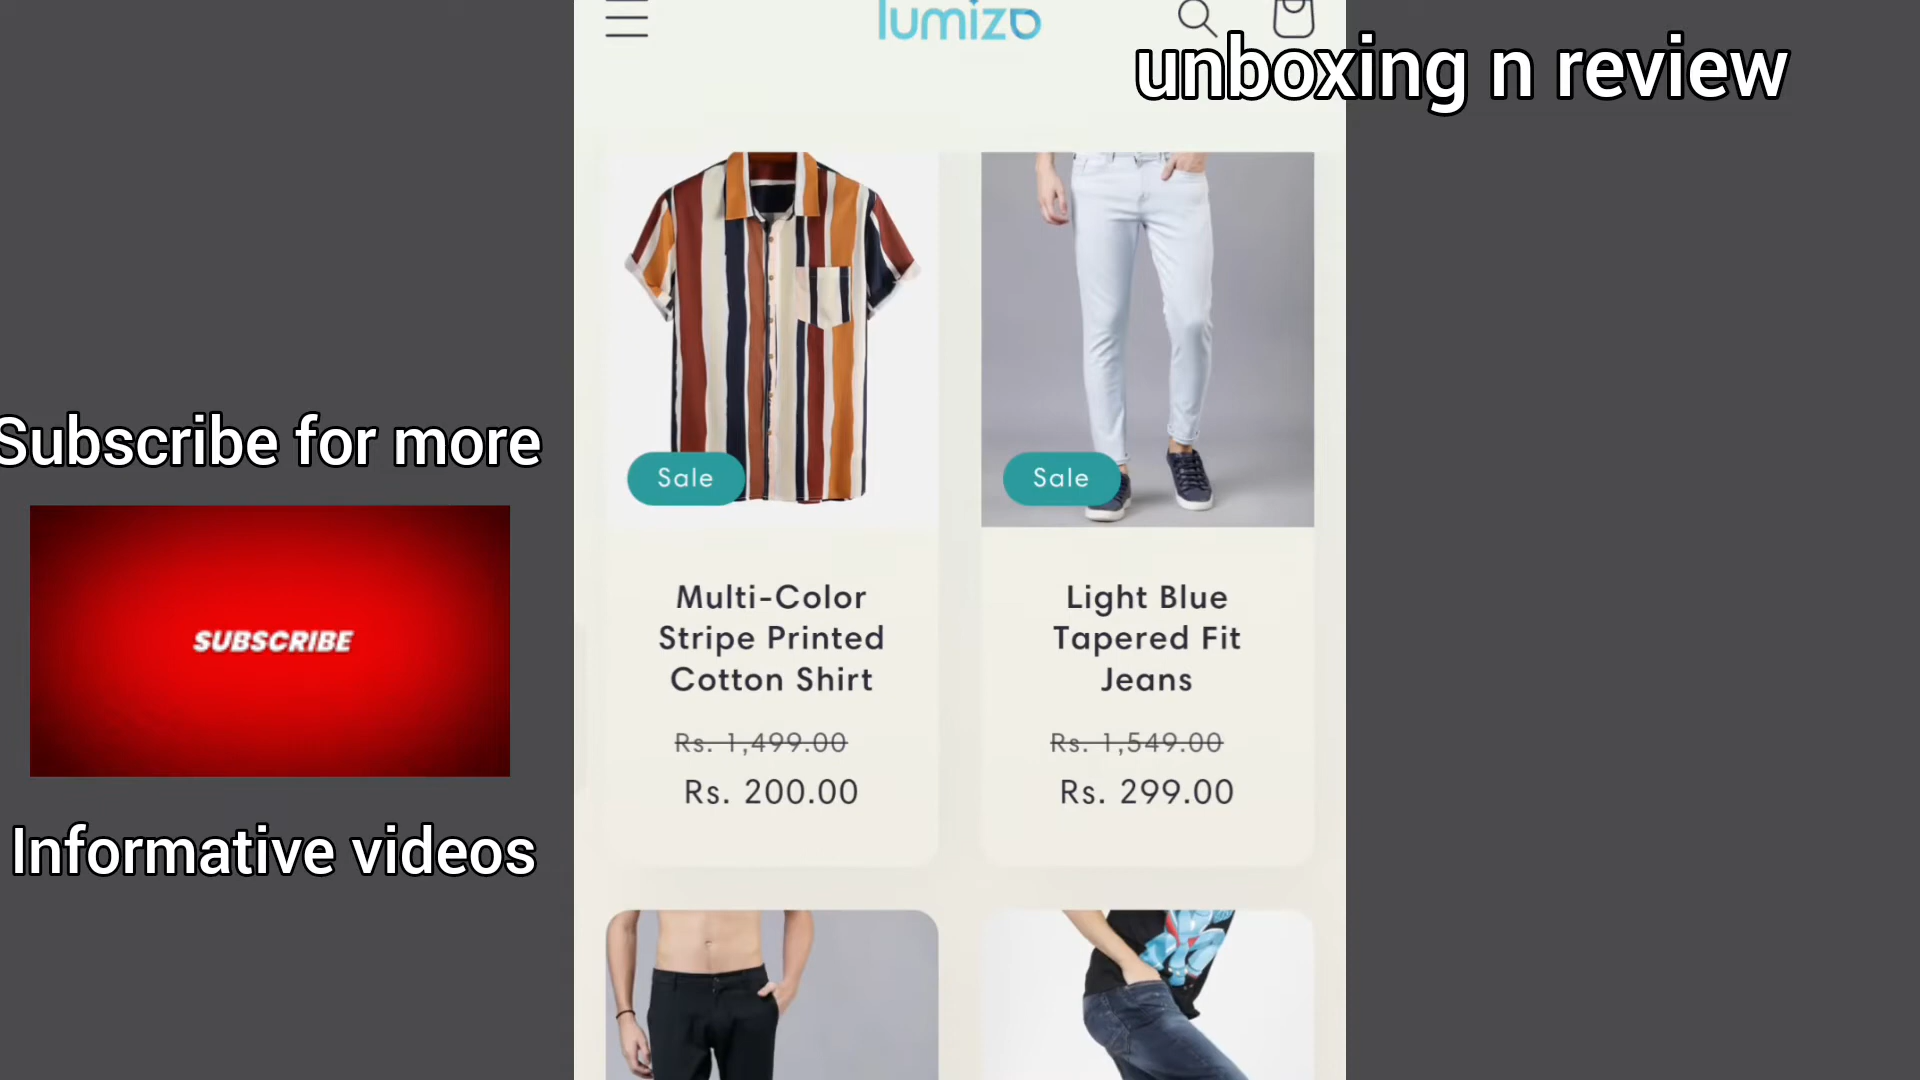 lumizo
unboxing n review
Sale
Sale
Multi-Color
Stripe Printed
Cotton Shirt
Rs. 1,499.00
Rs. 200.00
Light Blue
Tapered Fit
Jeans
Rs. 1,549.00
Rs. 299.00
Subscribe for more
SUBSCRIBE
Informative videos